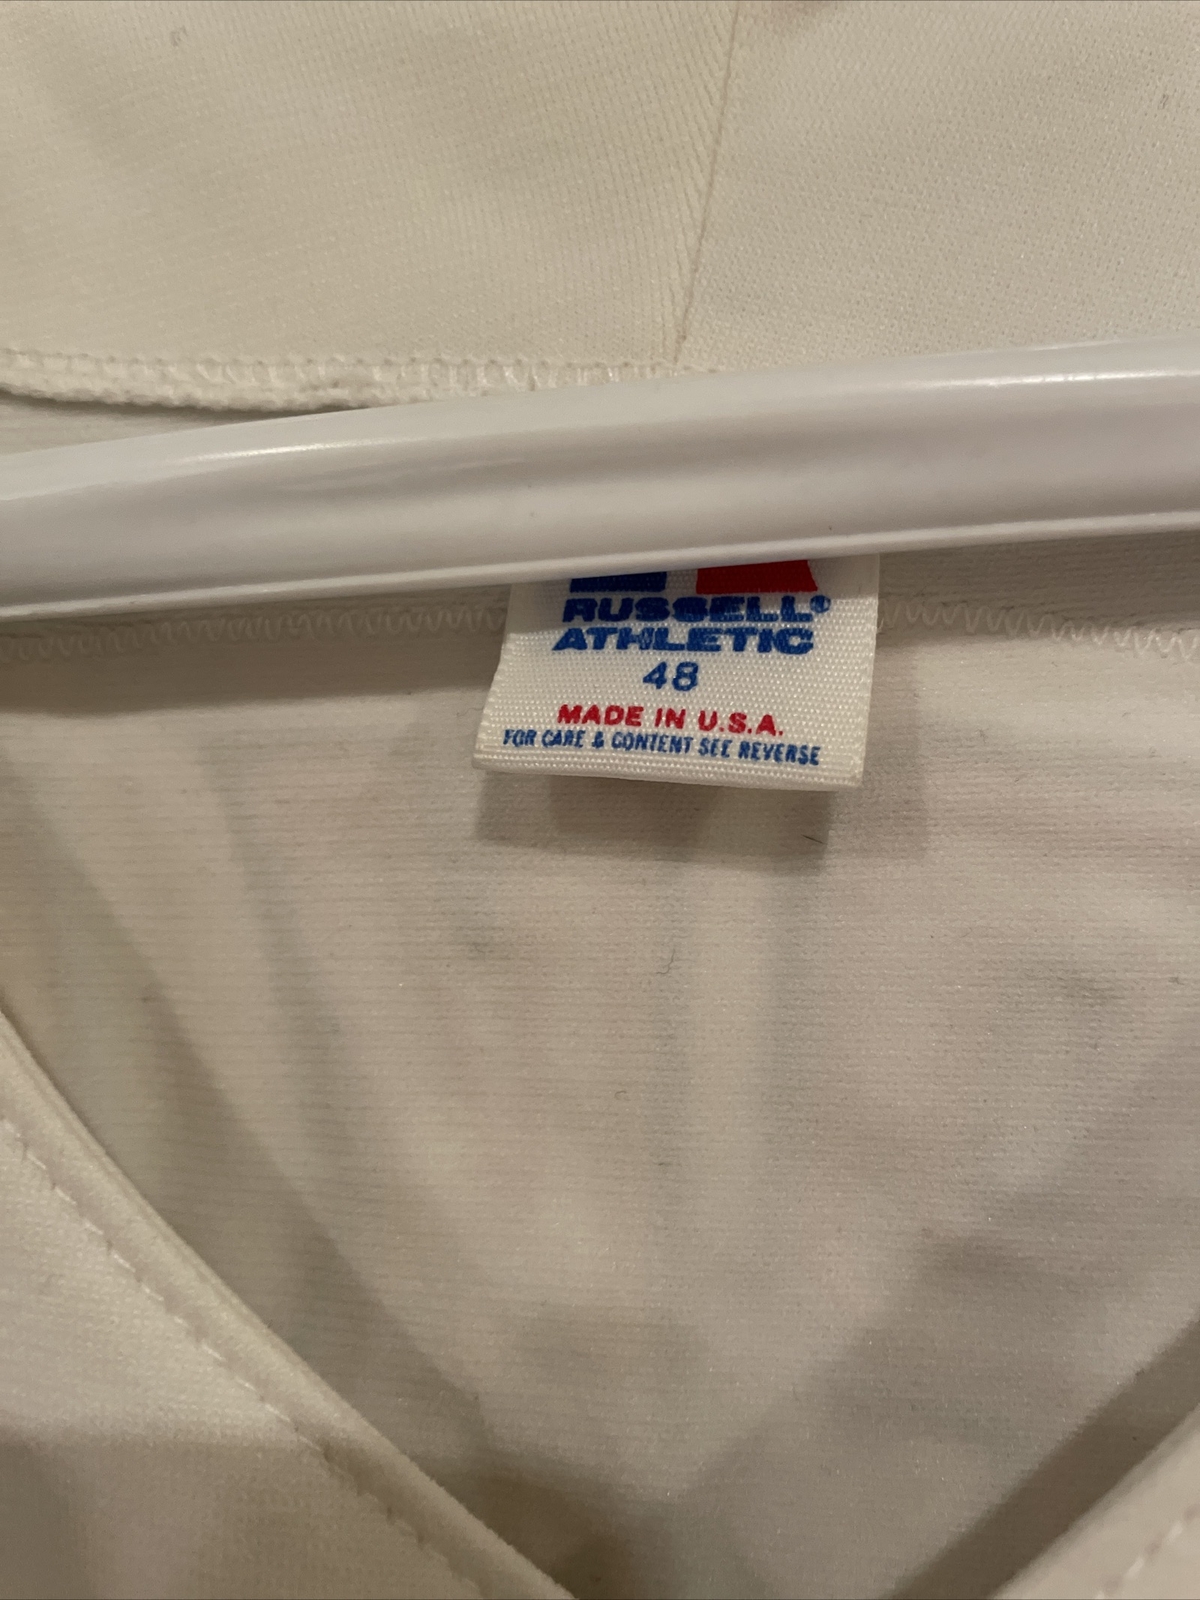 RUSSELL®
ATHLETIC
48
MADE IN U.S.A.
FOR CARE & CONTENT SEE REVERSE